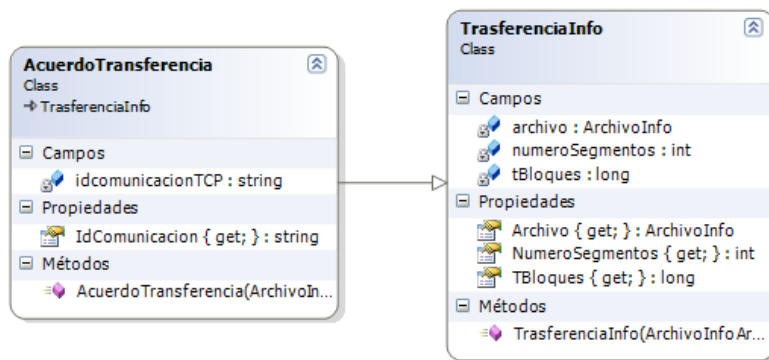 AcuerdoTransferencia
Class
TrasferenciaInfo
Campos
idcomunicacionTCP : string
Propiedades
IdComunicacion { get; } : string
Métodos
AcuerdoTransferencia(ArchivoIn...
TrasferenciaInfo
Class
Campos
archivo : ArchivoInfo
numeroSegmentos : int
tBloques : long
Propiedades
Archivo { get; } : ArchivoInfo
NumeroSegmentos { get; } : int
TBloques { get; } : long
Métodos
TrasferenciaInfo(ArchivoInfo Ar...